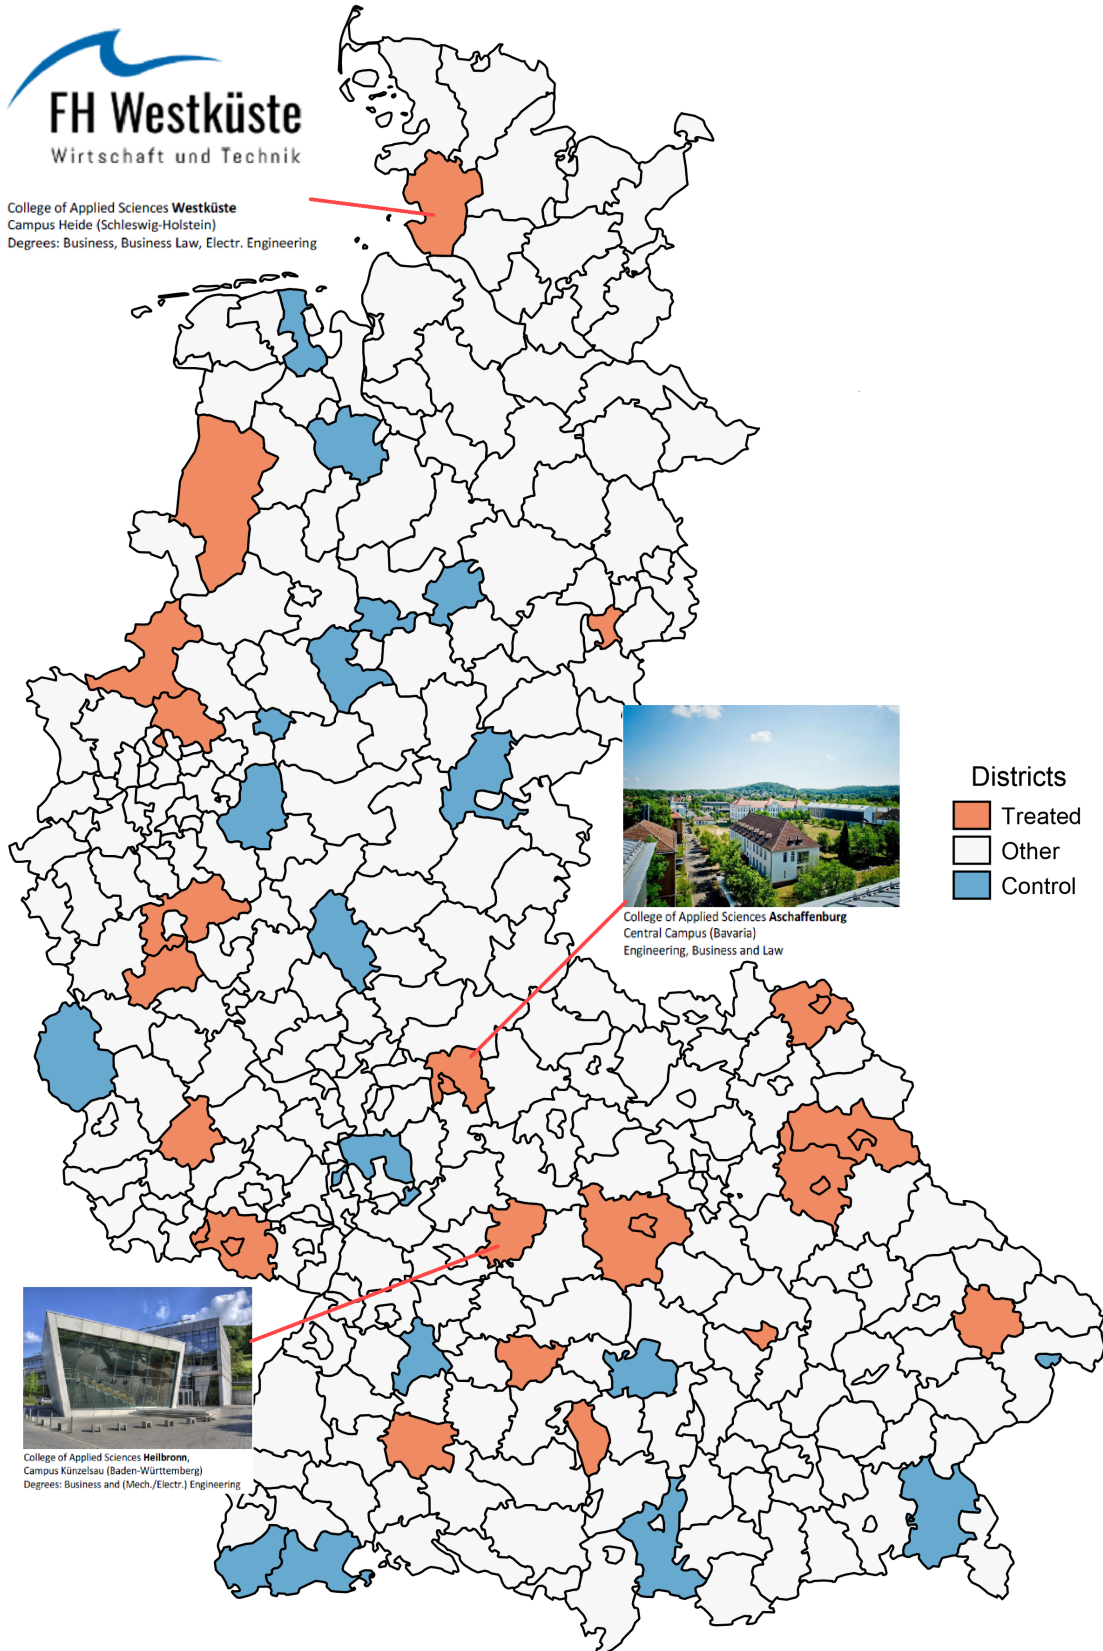 FH Westküste
Wirtschaft und Technik
College of Applied Sciences Westküste
Campus Heide (Schleswig-Holstein)
Degrees: Business, Business Law, Electr. Engineering
Districts
Treated
Other
Control
College of Applied Sciences Aschaffenburg
Central Campus (Bavaria)
Engineering, Business and Law
College of Applied Sciences Heilbronn,
Campus Künzelsau (Baden-Württemberg)
Degrees: Business and (Mech./Electr.) Engineering